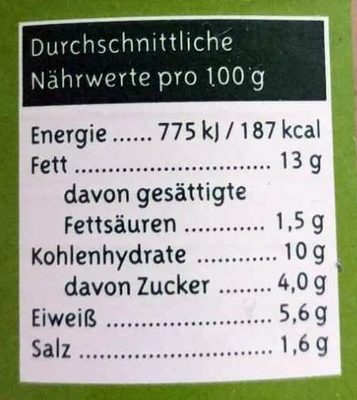 Durchschnittliche
Nährwerte pro 100 g
Energie ...... 775 kJ / 187 kcal
Fett .............................. 13 g
davon gesättigte
Fettsäuren .............. 1,5 g
Kohlenhydrate ............ 10 g
davon Zucker ........ 4,0 g
Eiweiß ......................... 5,6 g
Salz ............................. 1,6 g